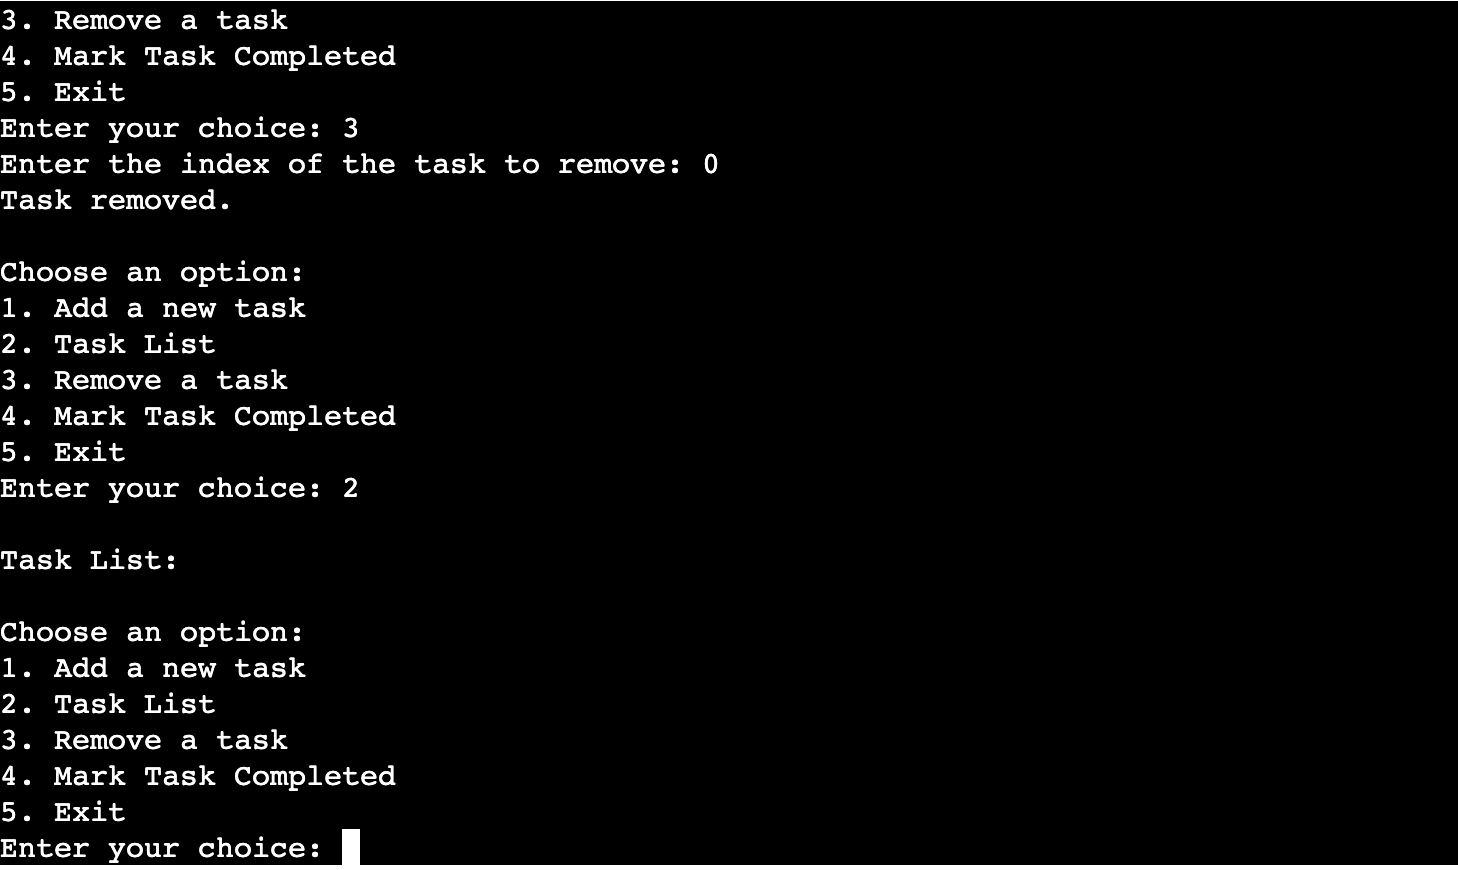 3. Remove a task
4. Mark Task Completed
5. Exit
Enter your choice: 3
Enter the index of the task to remove: 0
Task removed.

Choose an option:
1. Add a new task
2. Task List
3. Remove a task
4. Mark Task Completed
5. Exit
Enter your choice: 2

Task List:

Choose an option:
1. Add a new task
2. Task List
3. Remove a task
4. Mark Task Completed
5. Exit
Enter your choice: